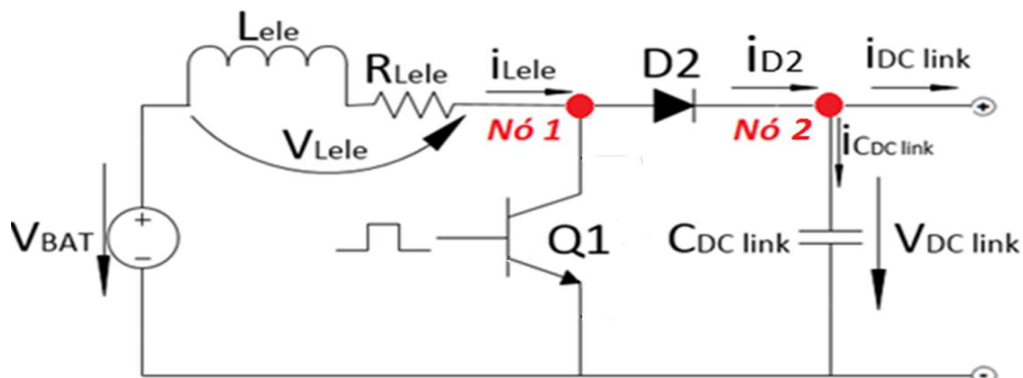 Lele
RLele
iLele
D2
iD2
iDC link
+
Nó 1
Nó 2
VLele
iCDC link
VBAT
+
−
Q1
CDC link
VDC link
-